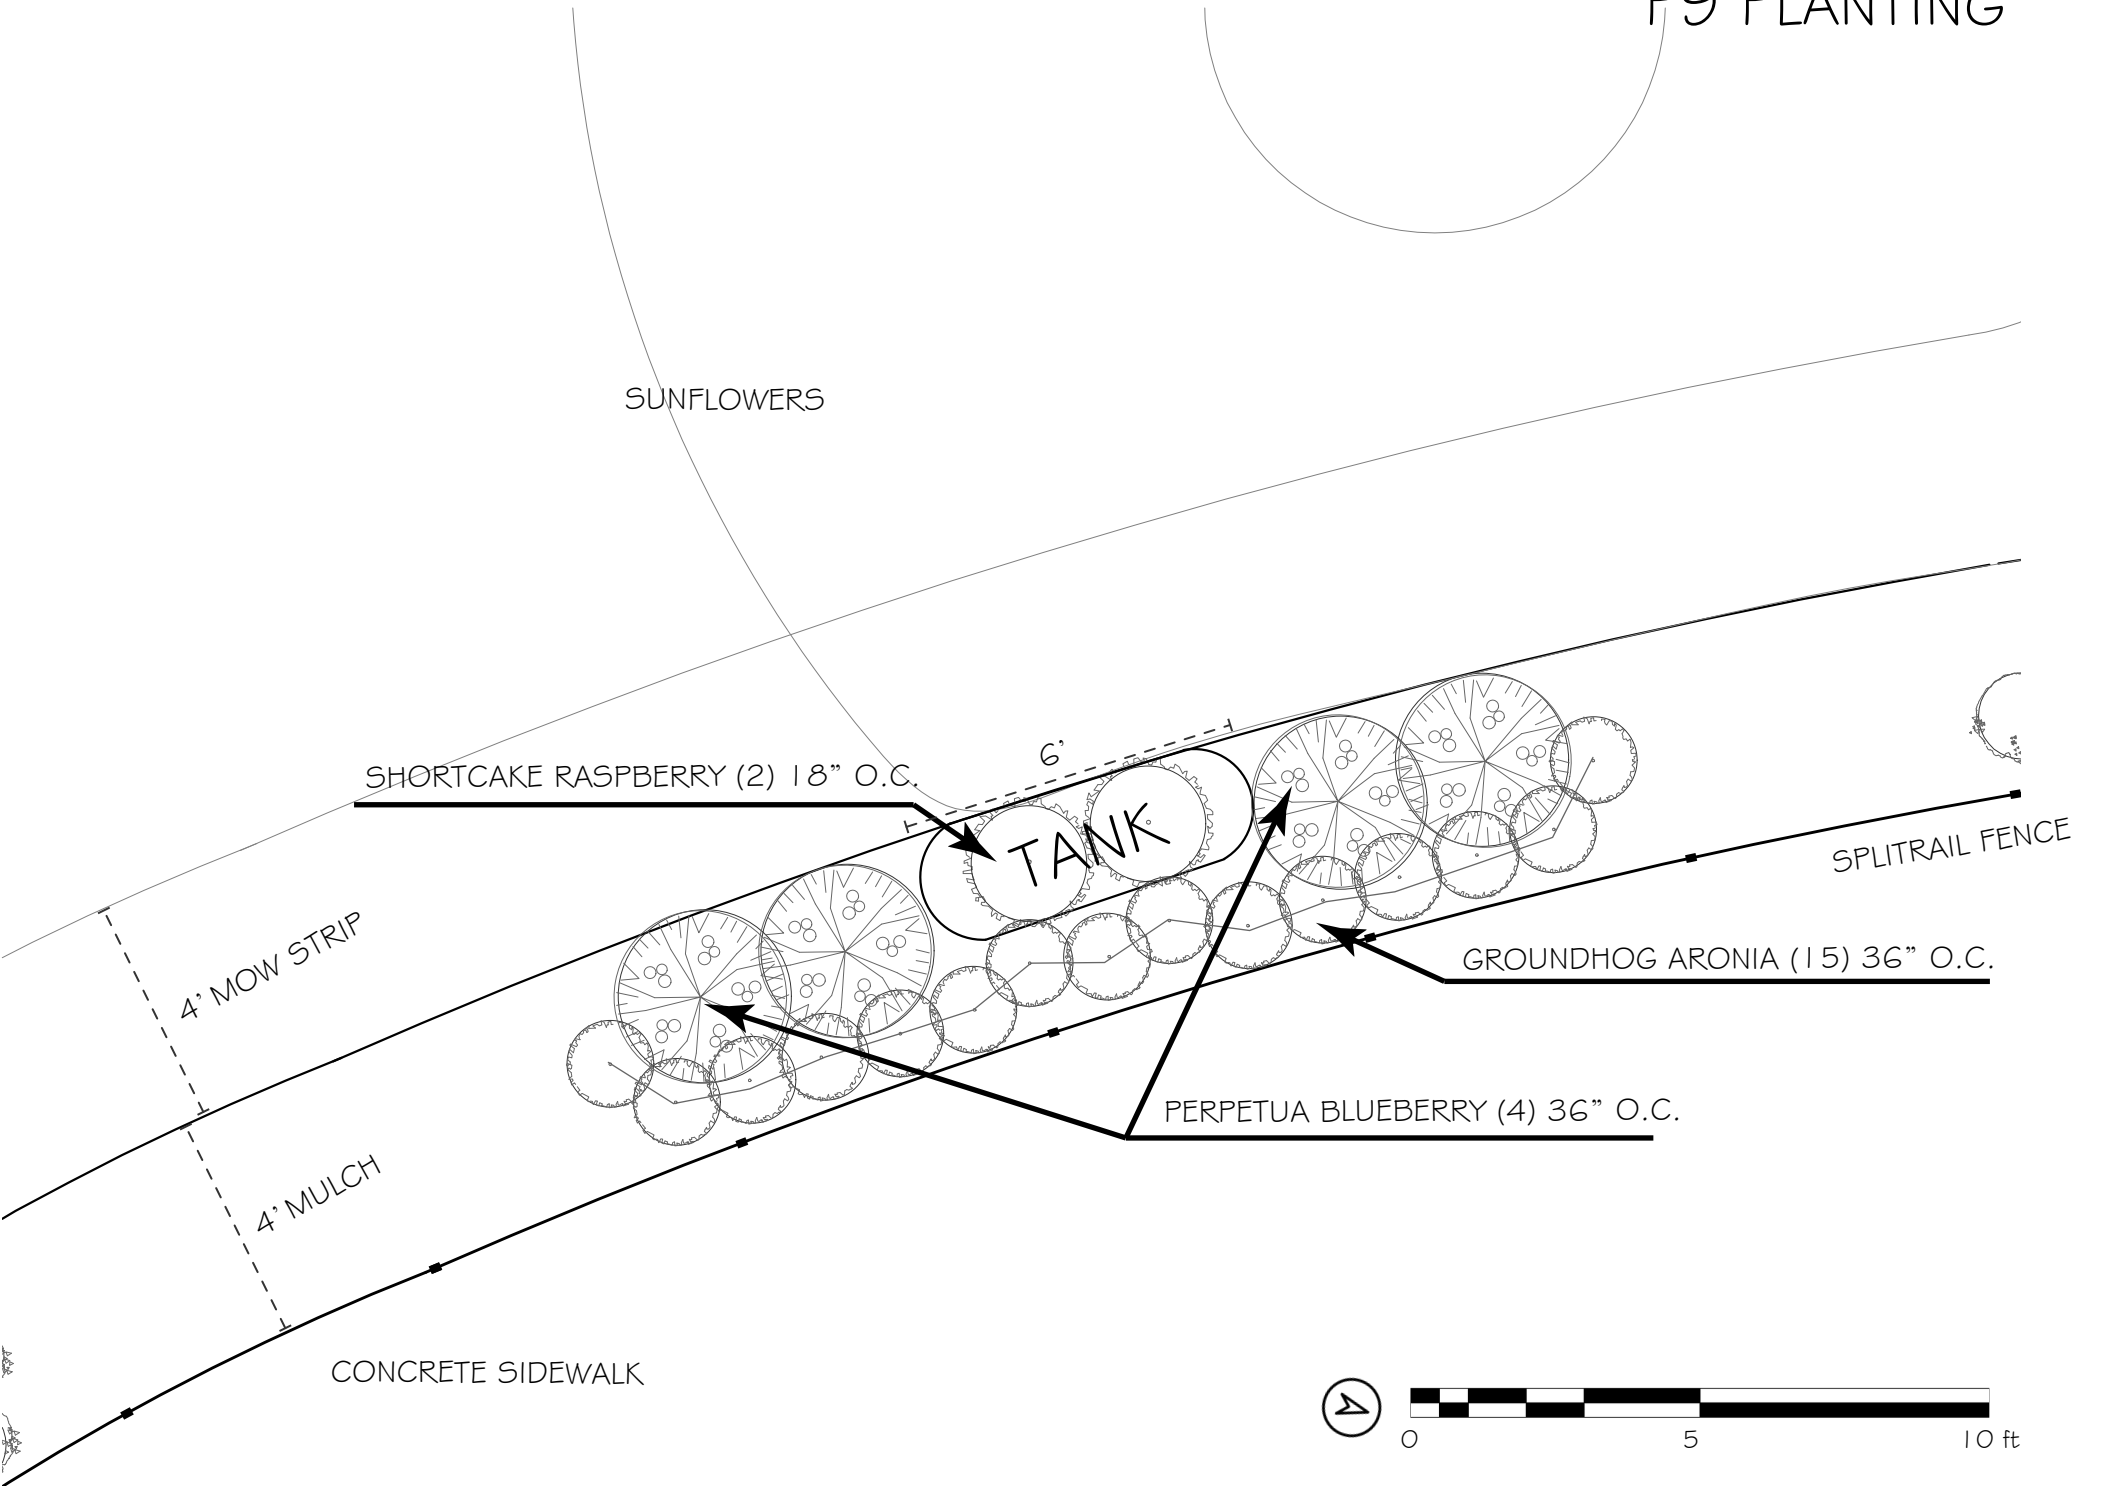 P9 PLANTING
SUNFLOWERS
6'
SHORTCAKE RASPBERRY (2) 18" O.C.
TANK
SPLITRAIL FENCE
4' MOW STRIP
GROUNDHOG ARONIA (15) 36" O.C.
PERPETUA BLUEBERRY (4) 36" O.C.
4' MULCH
CONCRETE SIDEWALK
0 5 10 ft